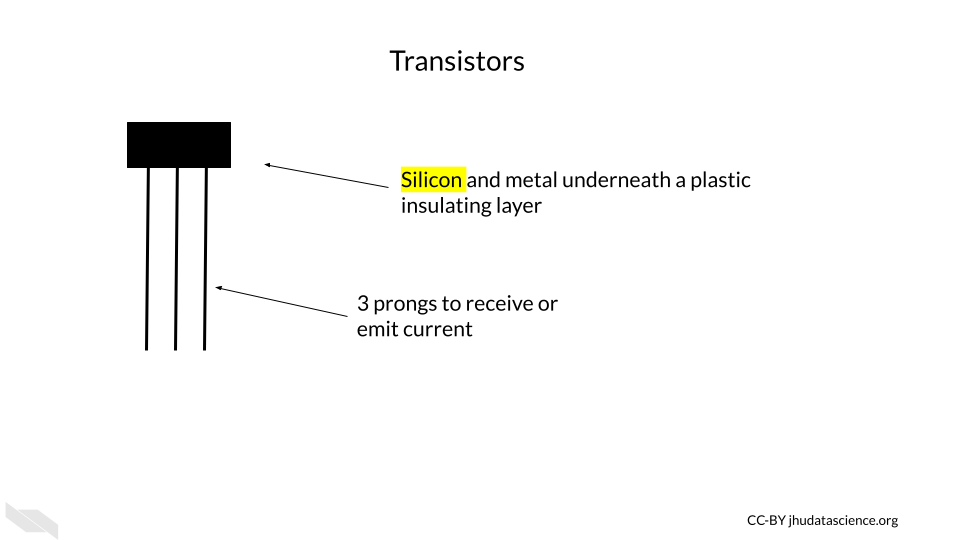 Transistors
Silicon and metal underneath a plastic
insulating layer
3 prongs to receive or
emit current
CC-BY jhudatascience.org